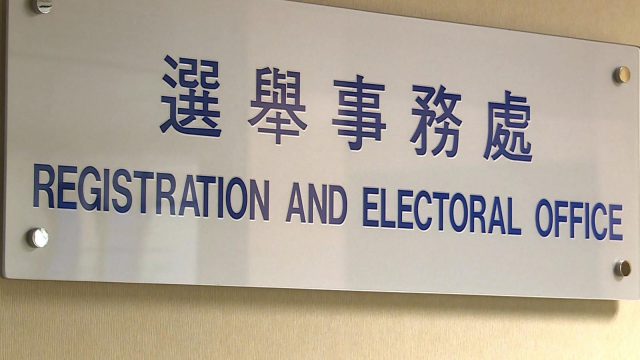 選舉事務處
REGISTRATION AND ELECTORAL OFFICE